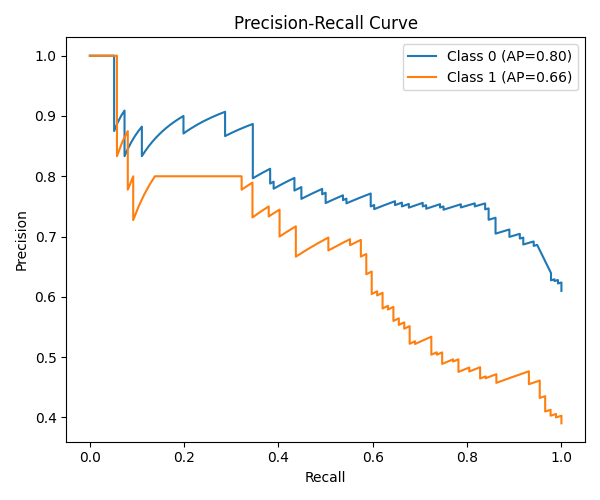 Precision-Recall Curve
Class 0 (AP=0.80)
Class 1 (AP=0.66)
Precision
1.0
0.9
0.8
0.7
0.6
0.5
0.4
0.0 0.2 0.4 0.6 0.8 1.0
Recall